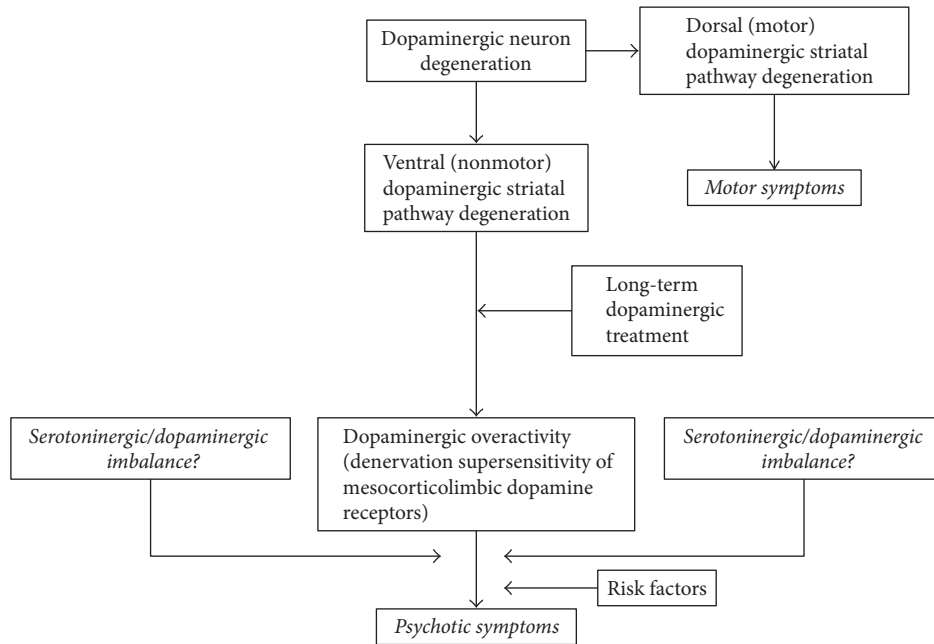 Dopaminergic neuron
degeneration
Dorsal (motor)
dopaminergic striatal
pathway degeneration
Motor symptoms
Ventral (nonmotor)
dopaminergic striatal
pathway degeneration
Long-term
dopaminergic
treatment
Serotoninergic/dopaminergic
imbalance?
Dopaminergic overactivity
(denervation supersensitivity of
mesocorticolimbic dopamine
receptors)
Serotoninergic/dopaminergic
imbalance?
Risk factors
Psychotic symptoms